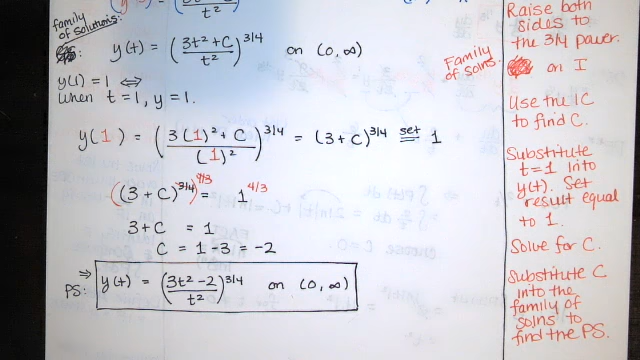 t²
family
of solutions:
y(t) = ((3t² + C)/t²)^3/4 on (0, ∞)
Family
of solns.
y(1) = 1 ⟺
when t = 1, y = 1.
y(1) = ((3(1)² + C)/(1)²)^3/4 = (3 + C)^3/4 set= 1
((3 + C)^3/4)^4/3 = 1^4/3
3 + C = 1
C = 1 - 3 = -2
⇒
PS: y(t) = ((3t² - 2)/t²)^3/4 on (0, ∞)
Raise both
sides to
the 3/4 power.
on I
Use the IC
to find C.
Substitute
t = 1 into
y(t). Set
result equal
to 1.
Solve for C.
Substitute C
into the
family of
solns to
find the PS.